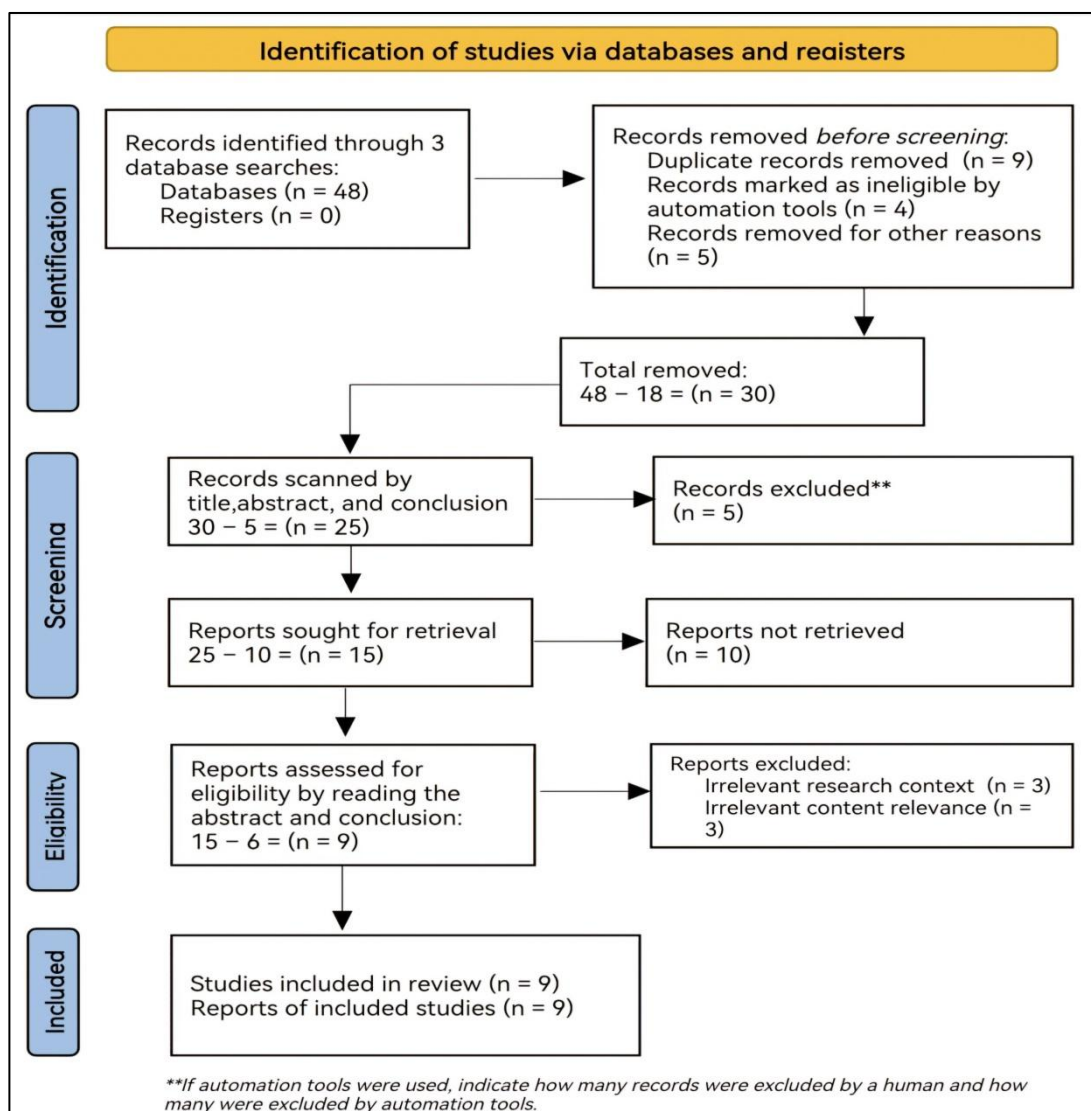 Identification of studies via databases and registers
Identification
Records identified through 3
database searches:
Databases (n = 48)
Registers (n = 0)
Records removed before screening:
Duplicate records removed (n = 9)
Records marked as ineligible by
automation tools (n = 4)
Records removed for other reasons
(n = 5)
Total removed:
48 – 18 = (n = 30)
Screening
Records scanned by
title,abstract, and conclusion
30 – 5 = (n = 25)
Records excluded**
(n = 5)
Reports sought for retrieval
25 – 10 = (n = 15)
Reports not retrieved
(n = 10)
Eligibility
Reports assessed for
eligibility by reading the
abstract and conclusion:
15 – 6 = (n = 9)
Reports excluded:
Irrelevant research context (n = 3)
Irrelevant content relevance (n =
3)
Included
Studies included in review (n = 9)
Reports of included studies (n = 9)
**If automation tools were used, indicate how many records were excluded by a human and how
many were excluded by automation tools.